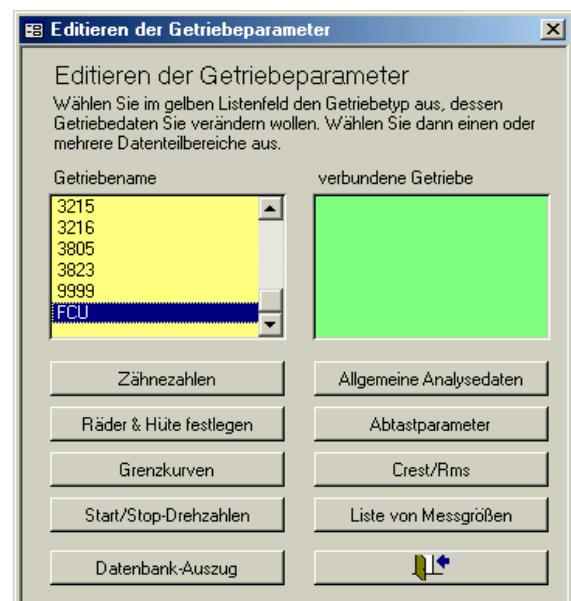 Editieren der Getriebeparameter
Editieren der Getriebeparameter
Wählen Sie im gelben Listenfeld den Getriebetyp aus, dessen
Getriebedaten Sie verändern wollen. Wählen Sie dann einen oder
mehrere Datenteilbereiche aus.
Getriebename
verbundene Getriebe
3215
3216
3805
3823
9999
FCU
Zähnezahlen
Allgemeine Analysedaten
Räder & Hüte festlegen
Abtastparameter
Grenzkurven
Crest/Rms
Start/Stop-Drehzahlen
Liste von Messgrößen
Datenbank-Auszug